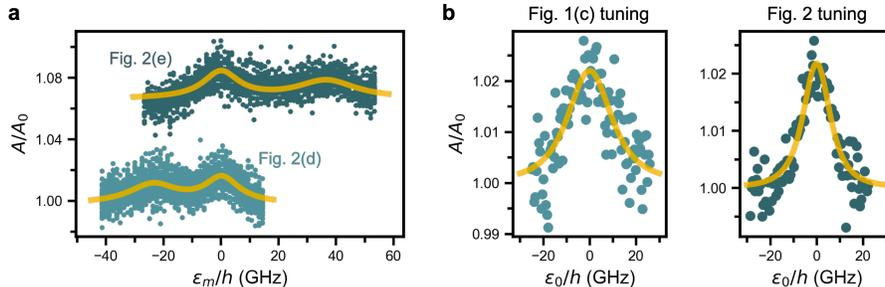 a
Fig. 2(e)
Fig. 2(d)
1.08
1.04
1.00
A/A₀
−40 −20 0 20 40 60
εₘ/h (GHz)
b
Fig. 1(c) tuning
1.02
1.01
1.00
0.99
A/A₀
−20 0 20
ε₀/h (GHz)
Fig. 2 tuning
1.02
1.01
1.00
−20 0 20
ε₀/h (GHz)